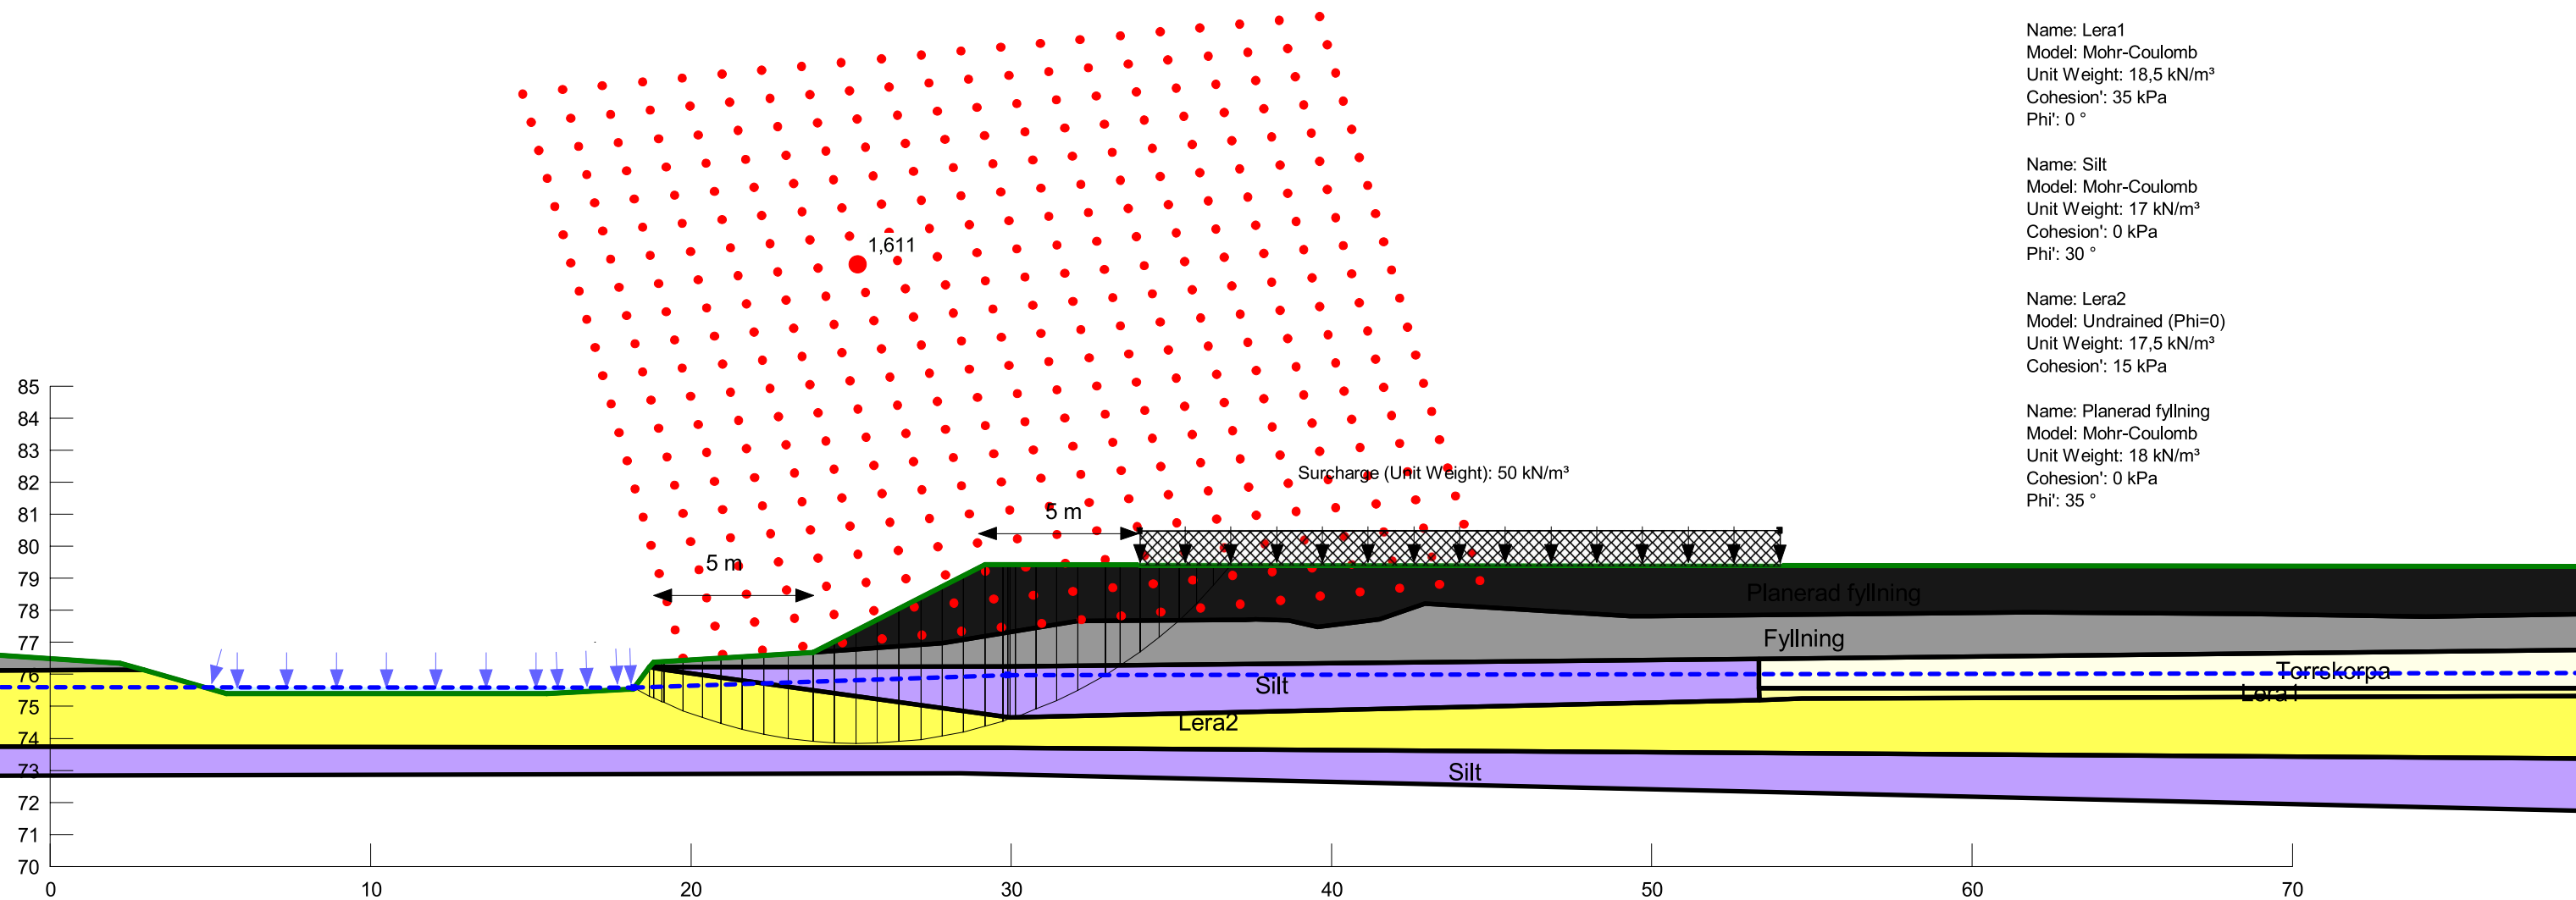 Name: Lera1
Model: Mohr-Coulomb
Unit Weight: 18,5 kN/m³
Cohesion': 35 kPa
Phi': 0 °
Name: Silt
Model: Mohr-Coulomb
Unit Weight: 17 kN/m³
Cohesion': 0 kPa
Phi': 30 °
Name: Lera2
Model: Undrained (Phi=0)
Unit Weight: 17,5 kN/m³
Cohesion': 15 kPa
Name: Planerad fyllning
Model: Mohr-Coulomb
Unit Weight: 18 kN/m³
Cohesion': 0 kPa
Phi': 35 °
1,611
Surcharge (Unit Weight): 50 kN/m³
5 m
5 m
Planerad fyllning
Fyllning
Torrskorpa
Silt
Lera1
Lera2
Silt
85
84
83
82
81
80
79
78
77
76
75
74
73
72
71
70
0 10 20 30 40 50 60 70